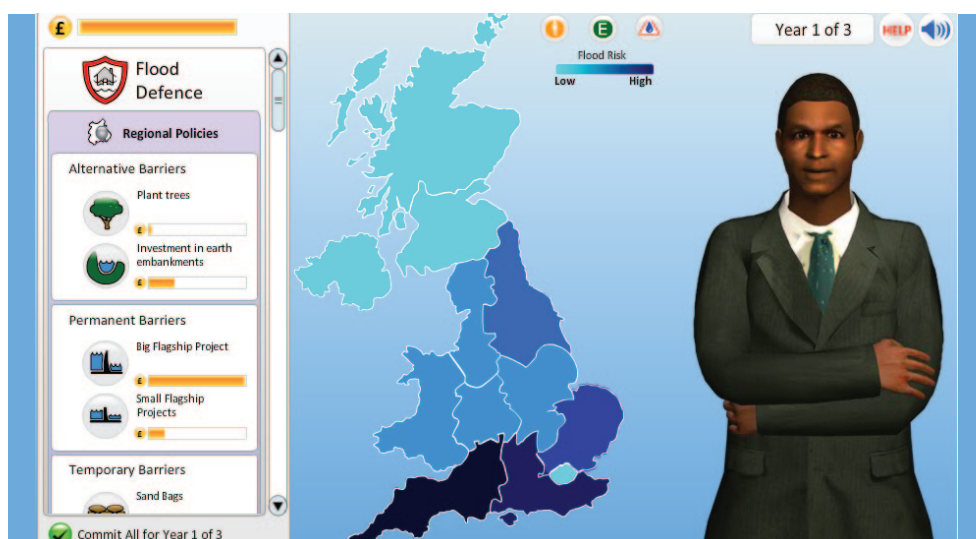 £
Year 1 of 3
HELP
E
Flood Risk
Low High
Flood
Defence
Regional Policies
Alternative Barriers
Plant trees
£
Investment in earth
embankments
£
Permanent Barriers
Big Flagship Project
£
Small Flagship
Projects
£
Temporary Barriers
Sand Bags
Commit All for Year 1 of 3